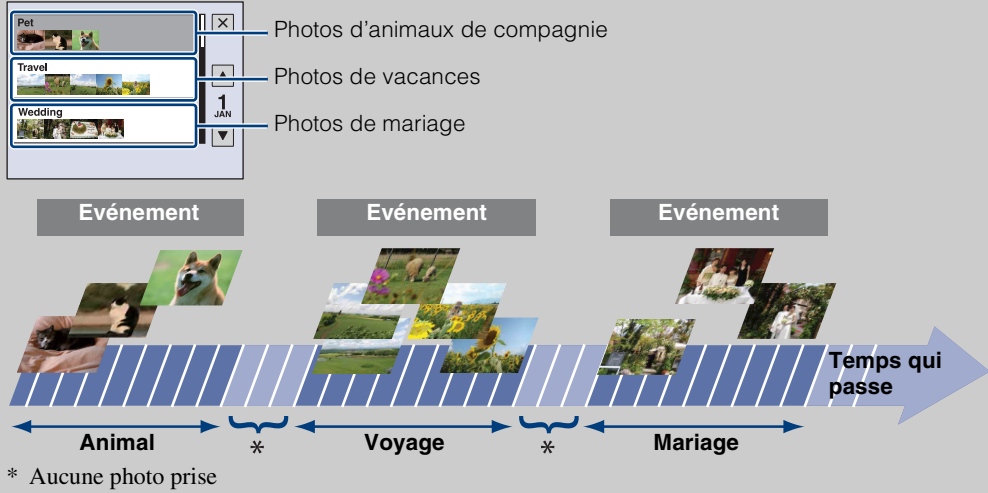 Pet
Photos d'animaux de compagnie
Travel
Photos de vacances
1
JAN
Wedding
Photos de mariage
Evénement Evénement Evénement
Temps qui
passe
Animal * Voyage * Mariage
* Aucune photo prise